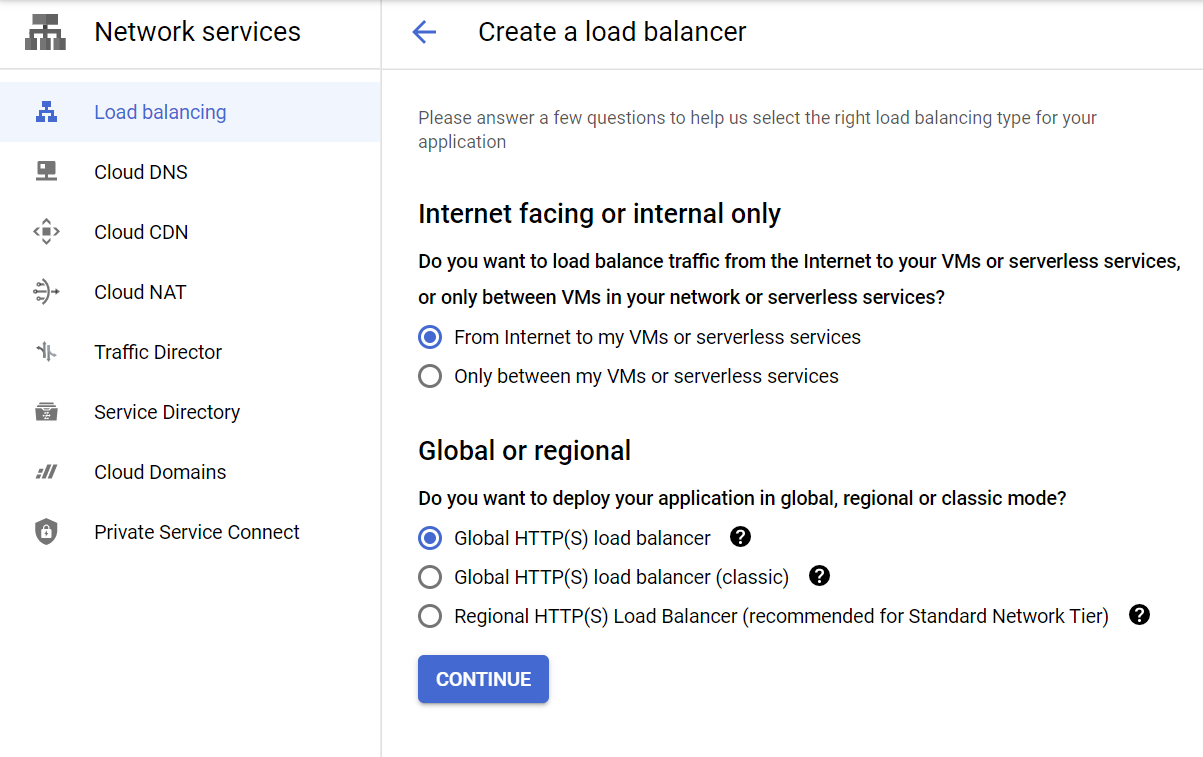 Network services
Load balancing
Cloud DNS
Cloud CDN
Cloud NAT
Traffic Director
Service Directory
Cloud Domains
Private Service Connect
Create a load balancer
Please answer a few questions to help us select the right load balancing type for your
application
Internet facing or internal only
Do you want to load balance traffic from the Internet to your VMs or serverless services,
or only between VMs in your network or serverless services?
From Internet to my VMs or serverless services
Only between my VMs or serverless services
Global or regional
Do you want to deploy your application in global, regional or classic mode?
Global HTTP(S) load balancer ?
Global HTTP(S) load balancer (classic) ?
Regional HTTP(S) Load Balancer (recommended for Standard Network Tier) ?
CONTINUE